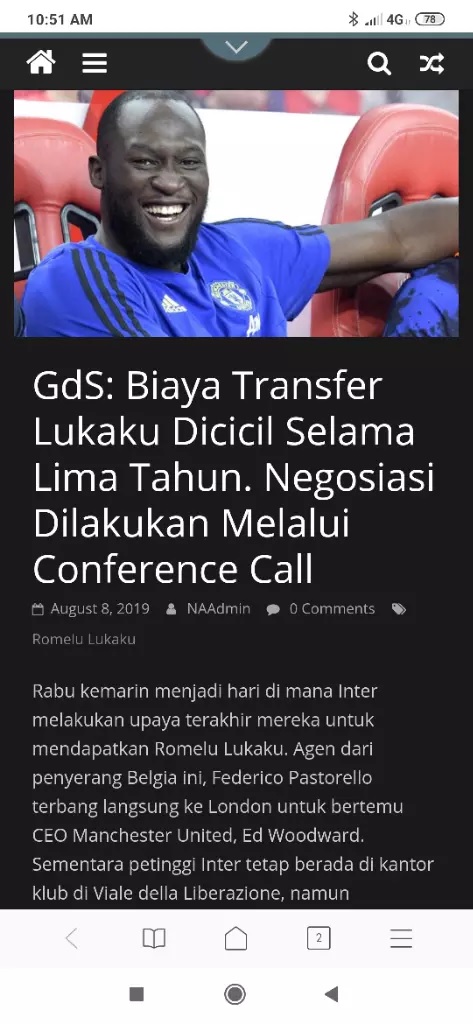 10:51 AM
4G
78
GdS: Biaya Transfer
Lukaku Dicicil Selama
Lima Tahun. Negosiasi
Dilakukan Melalui
Conference Call
August 8, 2019 NAAdmin 0 Comments
Romelu Lukaku
Rabu kemarin menjadi hari di mana Inter
melakukan upaya terakhir mereka untuk
mendapatkan Romelu Lukaku. Agen dari
penyerang Belgia ini, Federico Pastorello
terbang langsung ke London untuk bertemu
CEO Manchester United, Ed Woodward.
Sementara petinggi Inter tetap berada di kantor
klub di Viale della Liberazione, namun
2